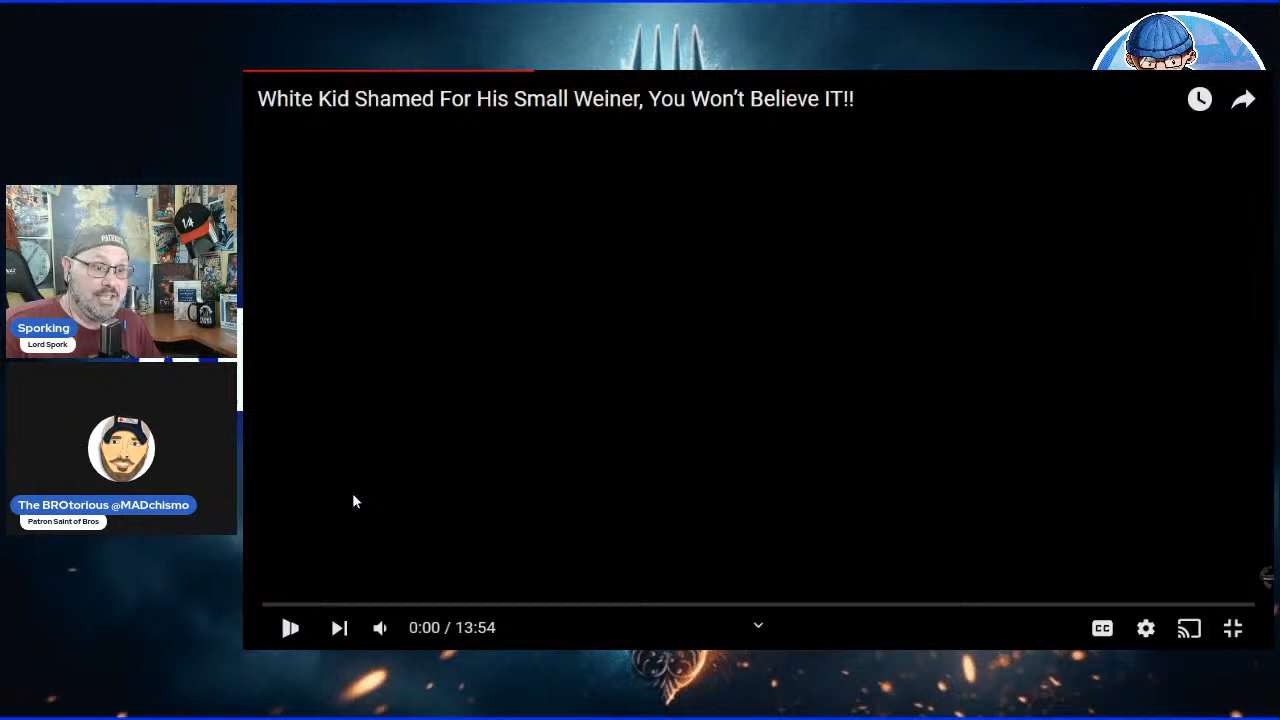 White Kid Shamed For His Small Weiner, You Won't Believe IT!!
PATRIOTS
Sporking
Lord Spork
The BROtorious @MADchismo
Patron Saint of Bros
0:00 / 13:54
CC